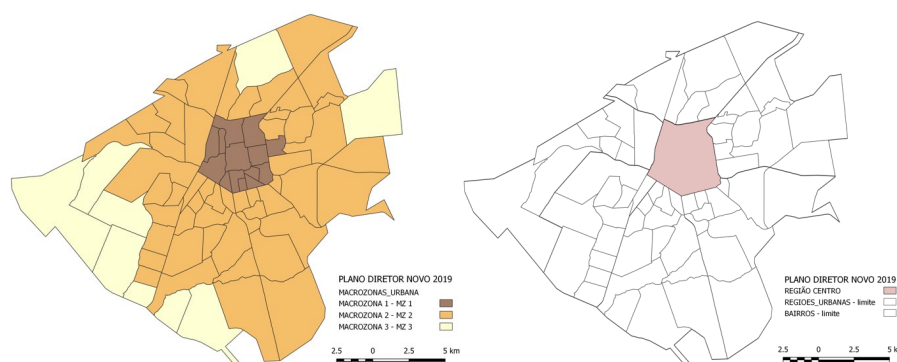 PLANO DIRETOR NOVO 2019
MACROZONAS_URBANA
MACROZONA 1 - MZ 1
MACROZONA 2 - MZ 2
MACROZONA 3 - MZ 3
2.5 0 2.5 5 km
PLANO DIRETOR NOVO 2019
REGIÃO CENTRO
REGIOES_URBANAS - limite
BAIRROS - limite
2.5 0 2.5 5 k